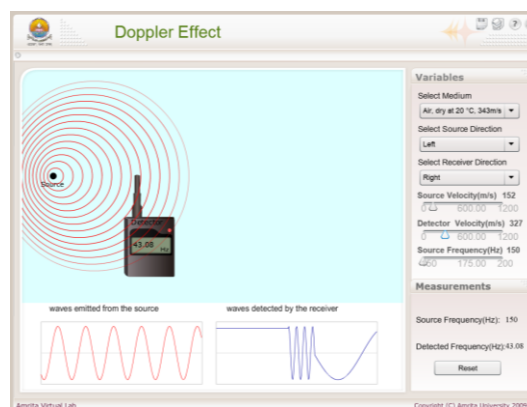 Doppler Effect
Variables
Select Medium
Air, dry at 20 °C, 343m/s
Select Source Direction
Left
Select Receiver Direction
Right
Source Velocity(m/s) 152
0 600.00 1200
Detector Velocity(m/s) 327
0 600.00 1200
Source Frequency(Hz) 150
175.00 200
Source
Detector
43.08
Hz
waves emitted from the source
waves detected by the receiver
Measurements
Source Frequency(Hz): 150
Detected Frequency(Hz):43.08
Reset
Amrita Virtual Lab
Copyright (C) Amrita University 2009